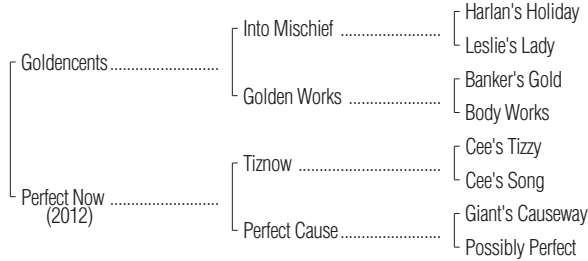 Harlan's Holiday
Into Mischief ....................
Leslie's Lady
Goldencents ......................
Banker's Gold
Golden Works ..................
Body Works
Cee's Tizzy
Tiznow ............................
Cee's Song
Perfect Now ......................
(2012)
Giant's Causeway
Perfect Cause ....................
Possibly Perfect